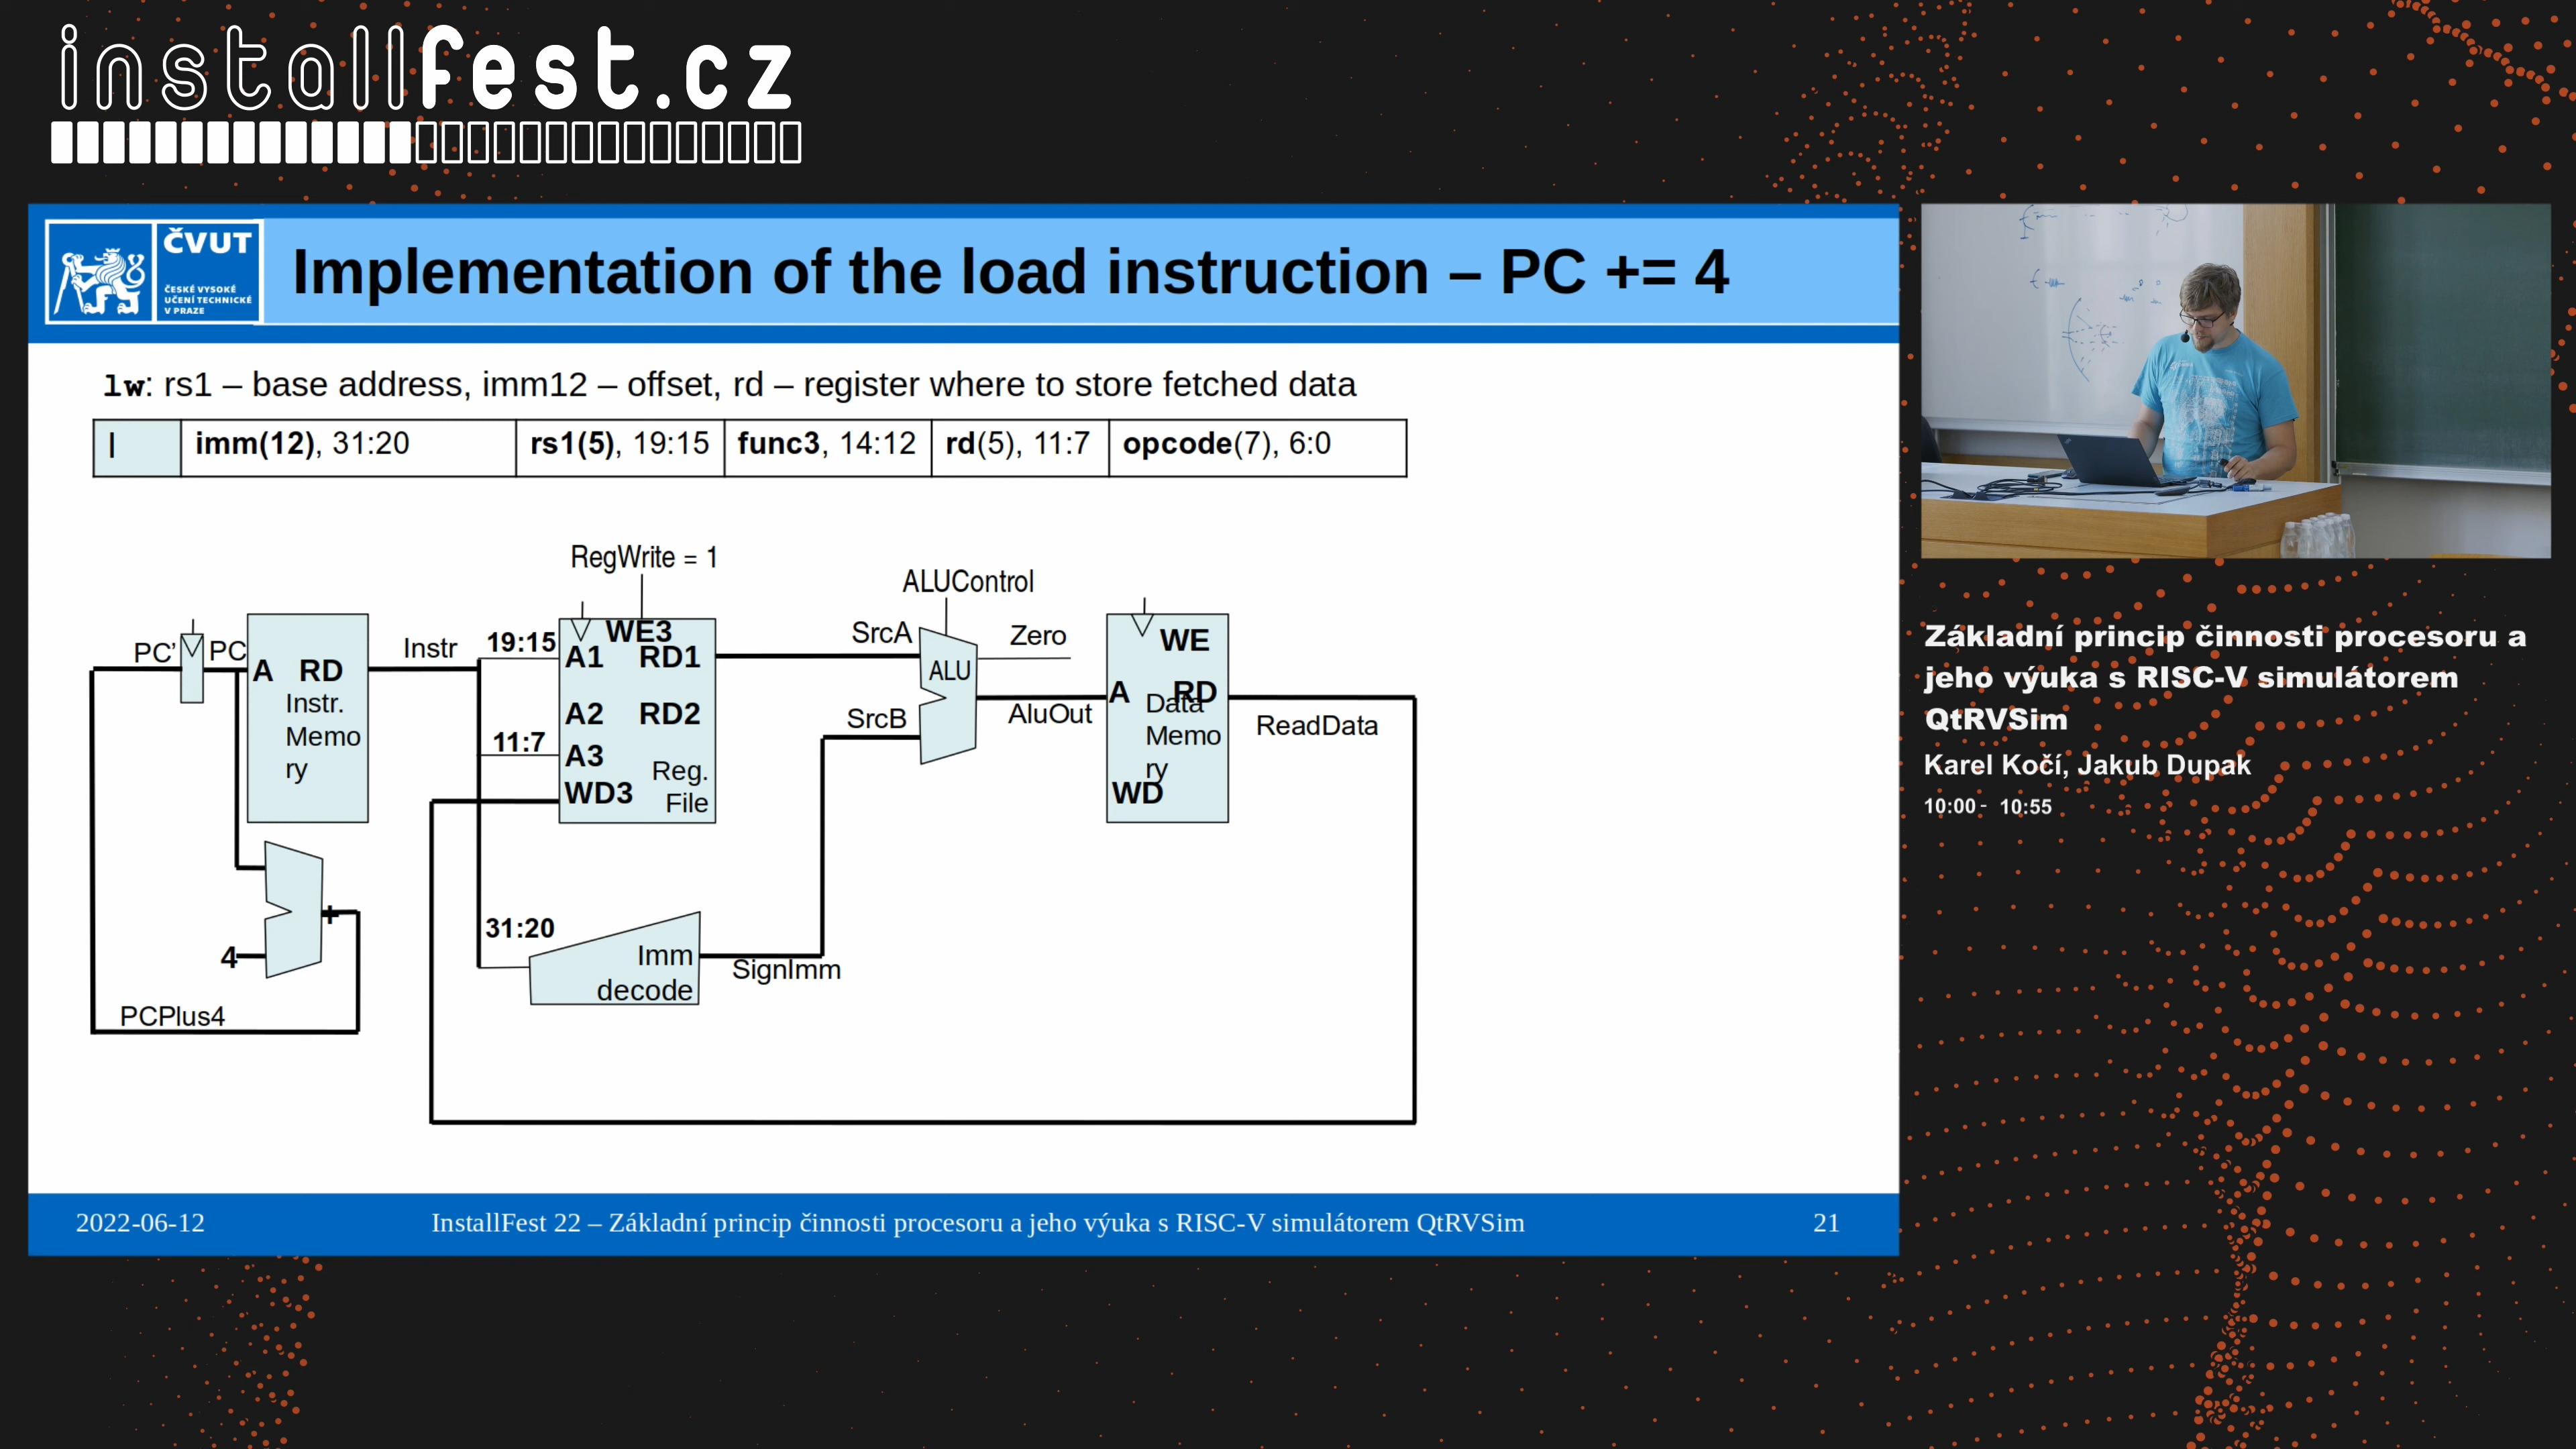 installfest.cz
ČVUT
ČESKÉ VYSOKÉ
UČENÍ TECHNICKÉ
V PRAZE
Implementation of the load instruction – PC += 4
lw: rs1 – base address, imm12 – offset, rd – register where to store fetched data
I imm(12), 31:20 rs1(5), 19:15 func3, 14:12 rd(5), 11:7 opcode(7), 6:0
RegWrite = 1
ALUControl
PC’ PC
A RD
Instr.
Memo
ry
Instr
19:15
WE3
A1 RD1
A2 RD2
11:7
A3
WD3
Reg.
File
SrcA
SrcB
ALU
Zero
AluOut
WE
A RD
Data
Memo
ry
WD
ReadData
+
4
PCPlus4
31:20
Imm
decode
SignImm
2022-06-12
InstallFest 22 – Základní princip činnosti procesoru a jeho výuka s RISC-V simulátorem QtRVSim
21
Základní princip činnosti procesoru a
jeho výuka s RISC-V simulátorem
QtRVSim
Karel Kočí, Jakub Dupak
10:00 - 10:55